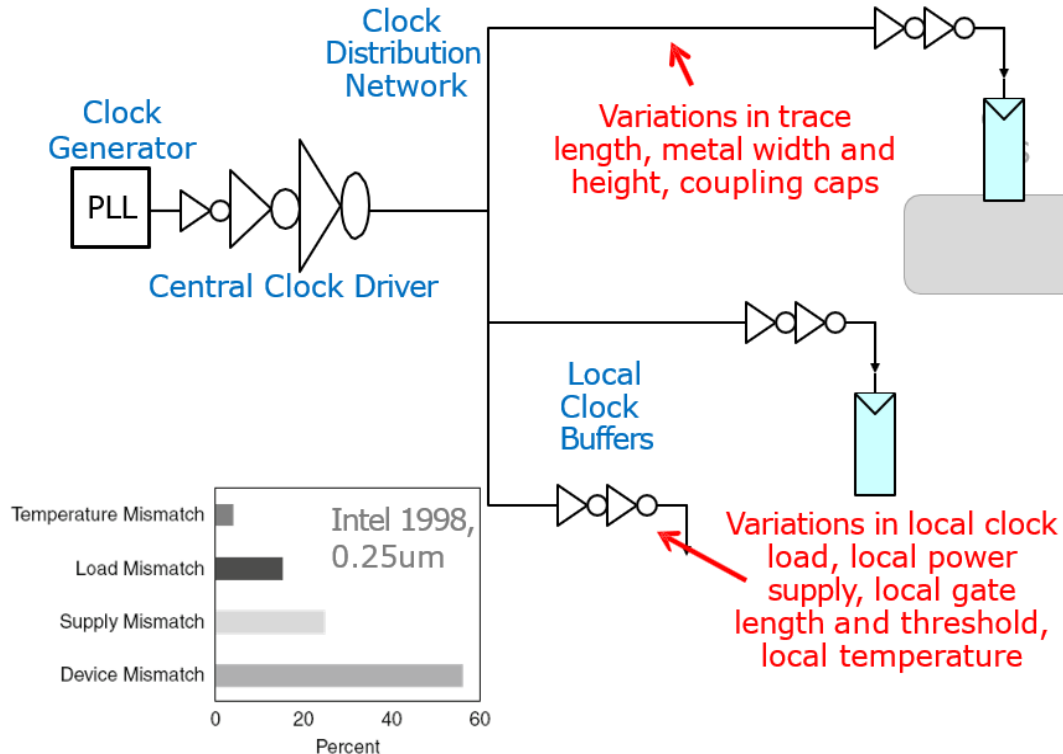 Clock
Distribution
Network
Clock
Generator
PLL
Central Clock Driver
Variations in trace
length, metal width and
height, coupling caps
Local
Clock
Buffers
Variations in local clock
load, local power
supply, local gate
length and threshold,
local temperature
Intel 1998,
0.25um
Temperature Mismatch
Load Mismatch
Supply Mismatch
Device Mismatch
0 20 40 60
Percent